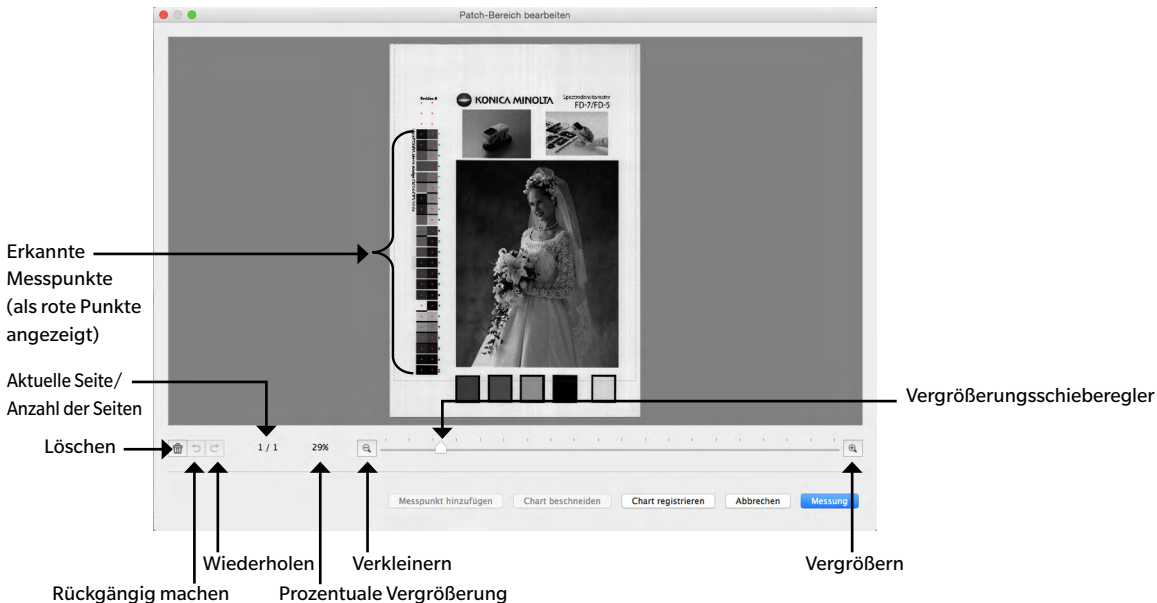 Patch-Bereich bearbeiten
KONICA MINOLTA
Spectrodensitometer
FD-7/FD-5
Erkannte
Messpunkte
(als rote Punkte
angezeigt)
Aktuelle Seite/
Anzahl der Seiten
Vergrößerungsschieberegler
Löschen
1 / 1
29%
Messpunkt hinzufügen
Chart beschneiden
Chart registrieren
Abbrechen
Messung
Wiederholen
Verkleinern
Vergrößern
Rückgängig machen
Prozentuale Vergrößerung